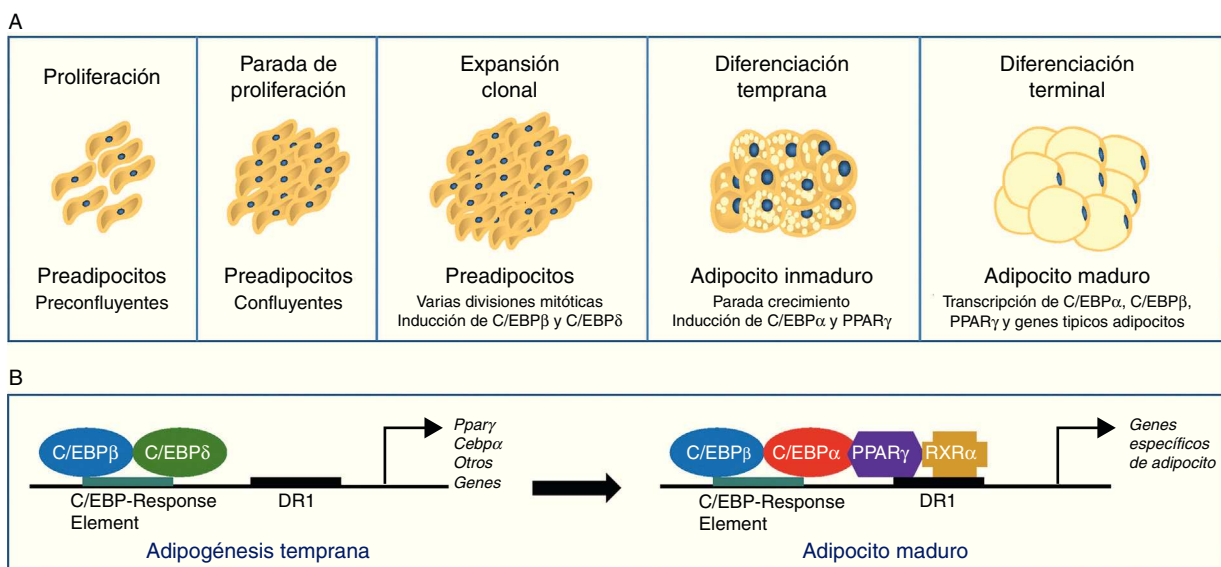 A
Proliferación
Preadipocitos
Preconfluyentes
Parada de
proliferación
Preadipocitos
Confluyentes
Expansión
clonal
Preadipocitos
Varias divisiones mitóticas
Inducción de C/EBPβ y C/EBPδ
Diferenciación
temprana
Adipocito inmaduro
Parada crecimiento
Inducción de C/EBPα y PPARγ
Diferenciación
terminal
Adipocito maduro
Transcripción de C/EBPα, C/EBPβ,
PPARγ y genes tipicos adipocitos
B
C/EBPβ
C/EBPδ
Pparγ
Cebpα
Otros
Genes
C/EBP-Response
Element
DR1
Adipogénesis temprana
C/EBPβ
C/EBPα
PPARγ
RXRα
Genes
específicos
de adipocito
C/EBP-Response
Element
DR1
Adipocito maduro